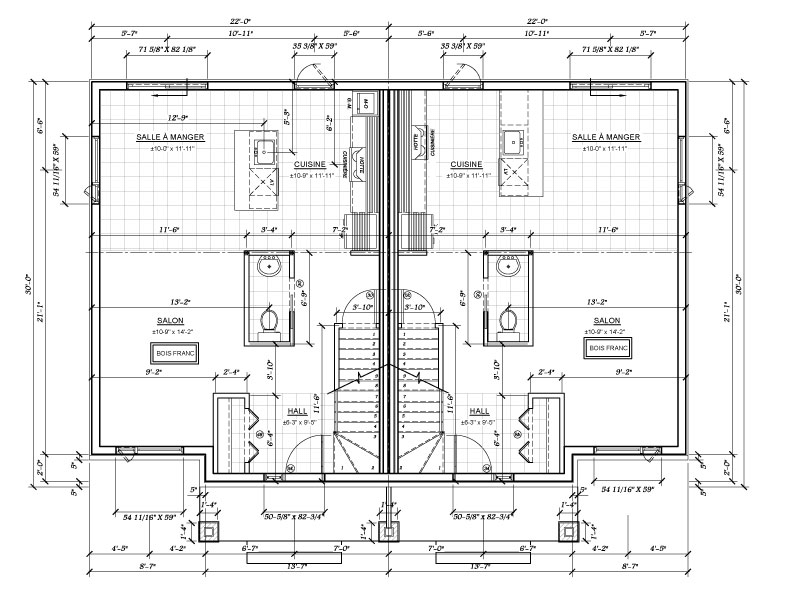 22'-0" 22'-0"
5'-7" 10'-11" 5'-6" 5'-6" 10'-11" 5'-7"
71 5/8" X 82 1/8" 35 3/8" X 59" 35 3/8" X 59" 71 5/8" X 82 1/8"
12'-9" 5'-3" 6'-2"
6'-6" 6'-6"
SALLE À MANGER SALLE À MANGER
±10-0" x 11'-11" ±10-0" x 11'-11"
CUISINE CUISINE
±10-9" x 11'-11" ±10-9" x 11'-11"
HOTTE HOTTE
CUISINIÈRE CUISINIÈRE
54 11/16" X 59" 54 11/16" X 59"
11'-6" 3'-4" 7'-2" 7'-2" 3'-4" 11'-6"
30'-0" 30'-0"
21'-1" 21'-1"
6'-9" 6'-9"
13'-2" 3'-10" 3'-10" 13'-2"
SALON SALON
±10-9" x 14'-2" ±10-9" x 14'-2"
BOIS FRANC BOIS FRANC
3'-10" 3'-10"
9'-2" 2'-4" 2'-4" 9'-2"
11'-6" 11'-6"
HALL HALL
±6-3" x 9'-5" ±6-3" x 9'-5"
6'-4" 6'-4"
2'-0" 5" 5" 2'-0"
5" 5" 5" 5"
54 11/16" X 59" 1'-4" 50-5/8" x 82-3/4" 1'-4" 50-5/8" x 82-3/4" 1'-4" 54 11/16" X 59"
1'-4" 1'-4" 1'-4"
4'-5" 4'-2" 6'-7" 7'-0" 7'-0" 6'-7" 4'-2" 4'-5"
8'-7" 13'-7" 13'-7" 8'-7"